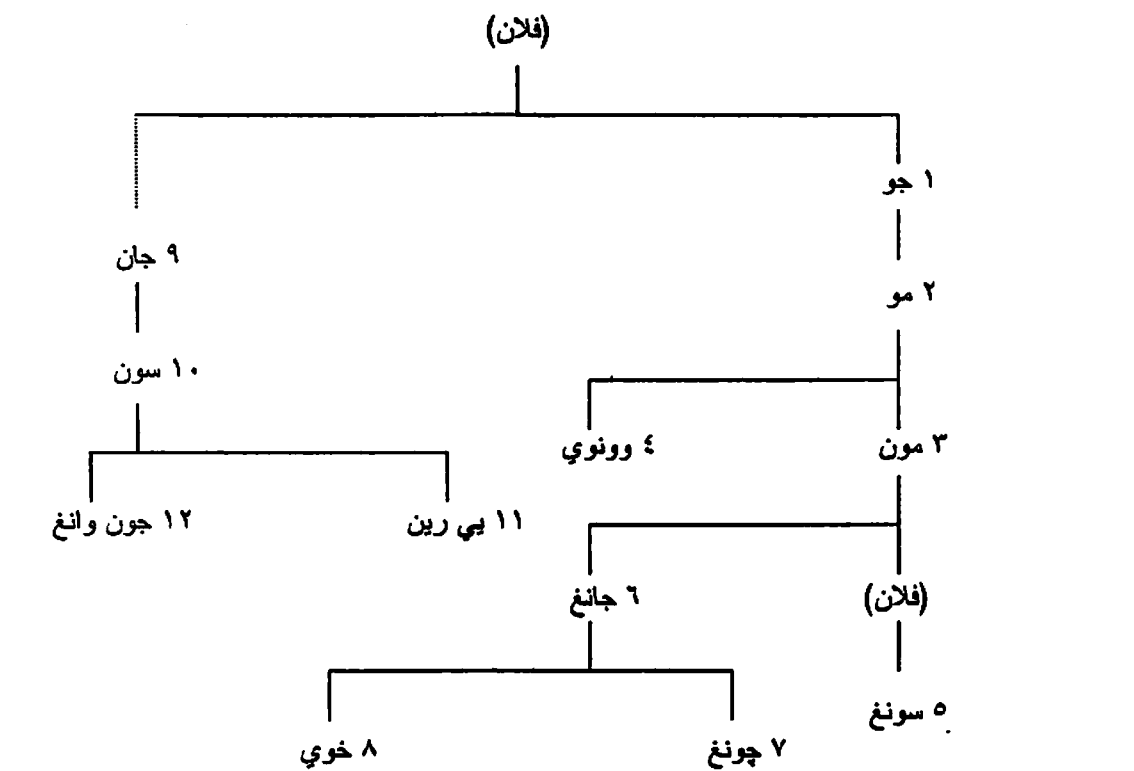 (فلان)
١ جو
٩ جان
٢ مو
١٠ سون
٣ مون
٤ وونوي
١١ يي رين
١٢ جون وانغ
(فلان)
٦ جانغ
٥ سونغ
٧ چونغ
٨ خوي